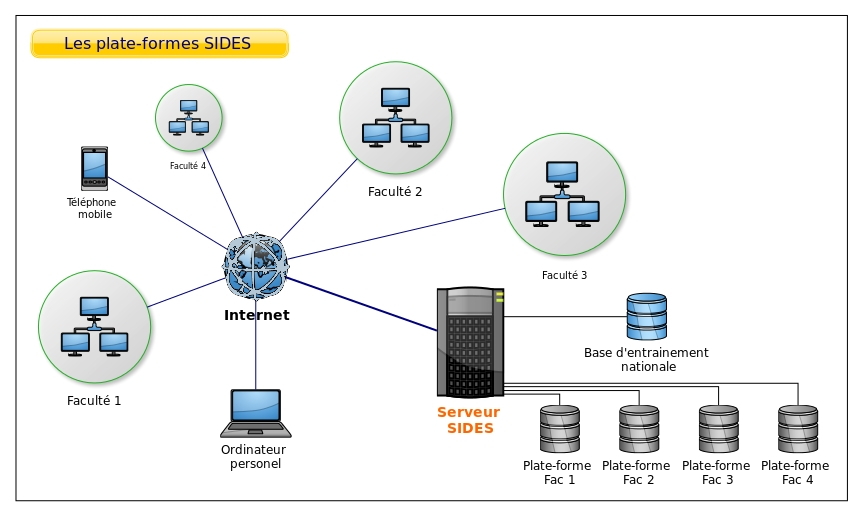 Les plate-formes SIDES
Faculté 4
Faculté 2
Téléphone
mobile
Faculté 3
Internet
Base d'entrainement
nationale
Faculté 1
Serveur
SIDES
Ordinateur
personel
Plate-forme
Fac 1
Plate-forme
Fac 2
Plate-forme
Fac 3
Plate-forme
Fac 4